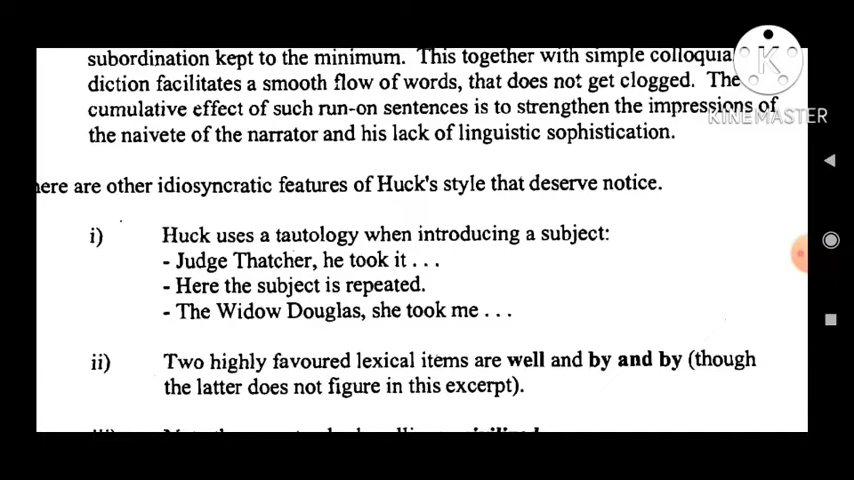 subordination kept to the minimum. This together with simple colloquia
diction facilitates a smooth flow of words, that does not get clogged. The
cumulative effect of such run-on sentences is to strengthen the impressions of
the naivete of the narrator and his lack of linguistic sophistication.
here are other idiosyncratic features of Huck's style that deserve notice.
i) Huck uses a tautology when introducing a subject:
- Judge Thatcher, he took it . . .
- Here the subject is repeated.
- The Widow Douglas, she took me . . .
ii) Two highly favoured lexical items are well and by and by (though
the latter does not figure in this excerpt).
K
KINEMASTER